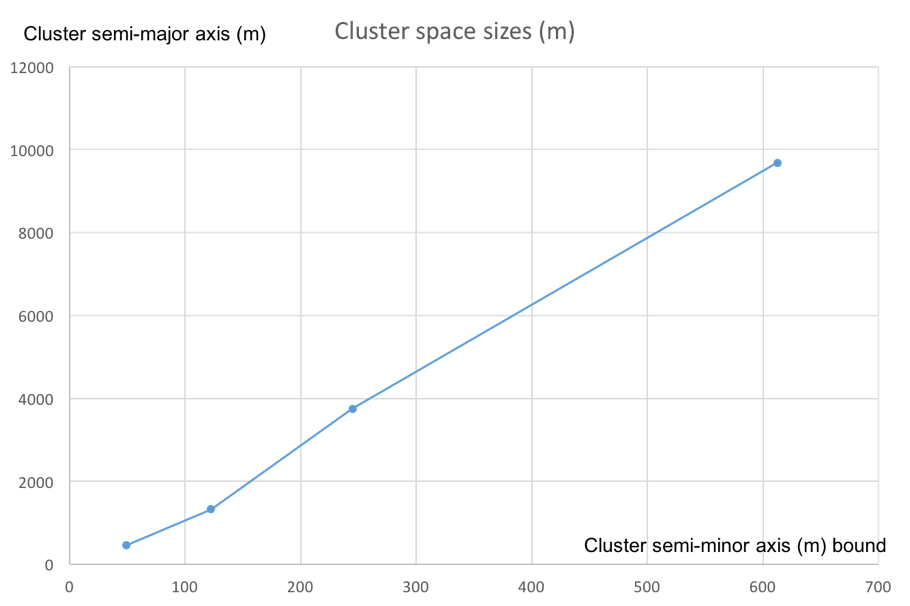 Cluster semi-major axis (m)
Cluster space sizes (m)
12000
10000
8000
6000
4000
2000
0
Cluster semi-minor axis (m) bound
0 100 200 300 400 500 600 700